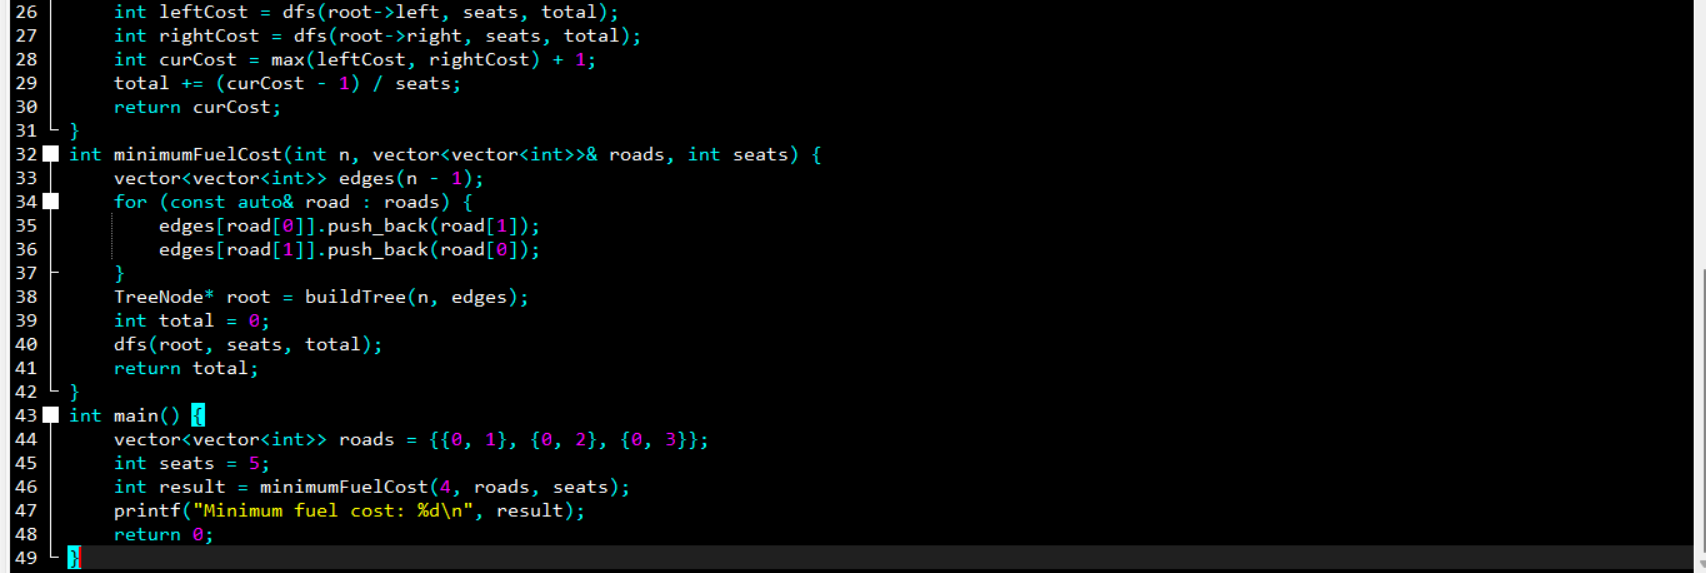 26 int leftCost = dfs(root->left, seats, total);
27 int rightCost = dfs(root->right, seats, total);
28 int curCost = max(leftCost, rightCost) + 1;
29 total += (curCost - 1) / seats;
30 return curCost;
31 }
32 int minimumFuelCost(int n, vector<vector<int>>& roads, int seats) {
33 vector<vector<int>> edges(n - 1);
34 for (const auto& road : roads) {
35 edges[road[0]].push_back(road[1]);
36 edges[road[1]].push_back(road[0]);
37 }
38 TreeNode* root = buildTree(n, edges);
39 int total = 0;
40 dfs(root, seats, total);
41 return total;
42 }
43 int main() {
44 vector<vector<int>> roads = {{0, 1}, {0, 2}, {0, 3}};
45 int seats = 5;
46 int result = minimumFuelCost(4, roads, seats);
47 printf("Minimum fuel cost: %d\n", result);
48 return 0;
49 }